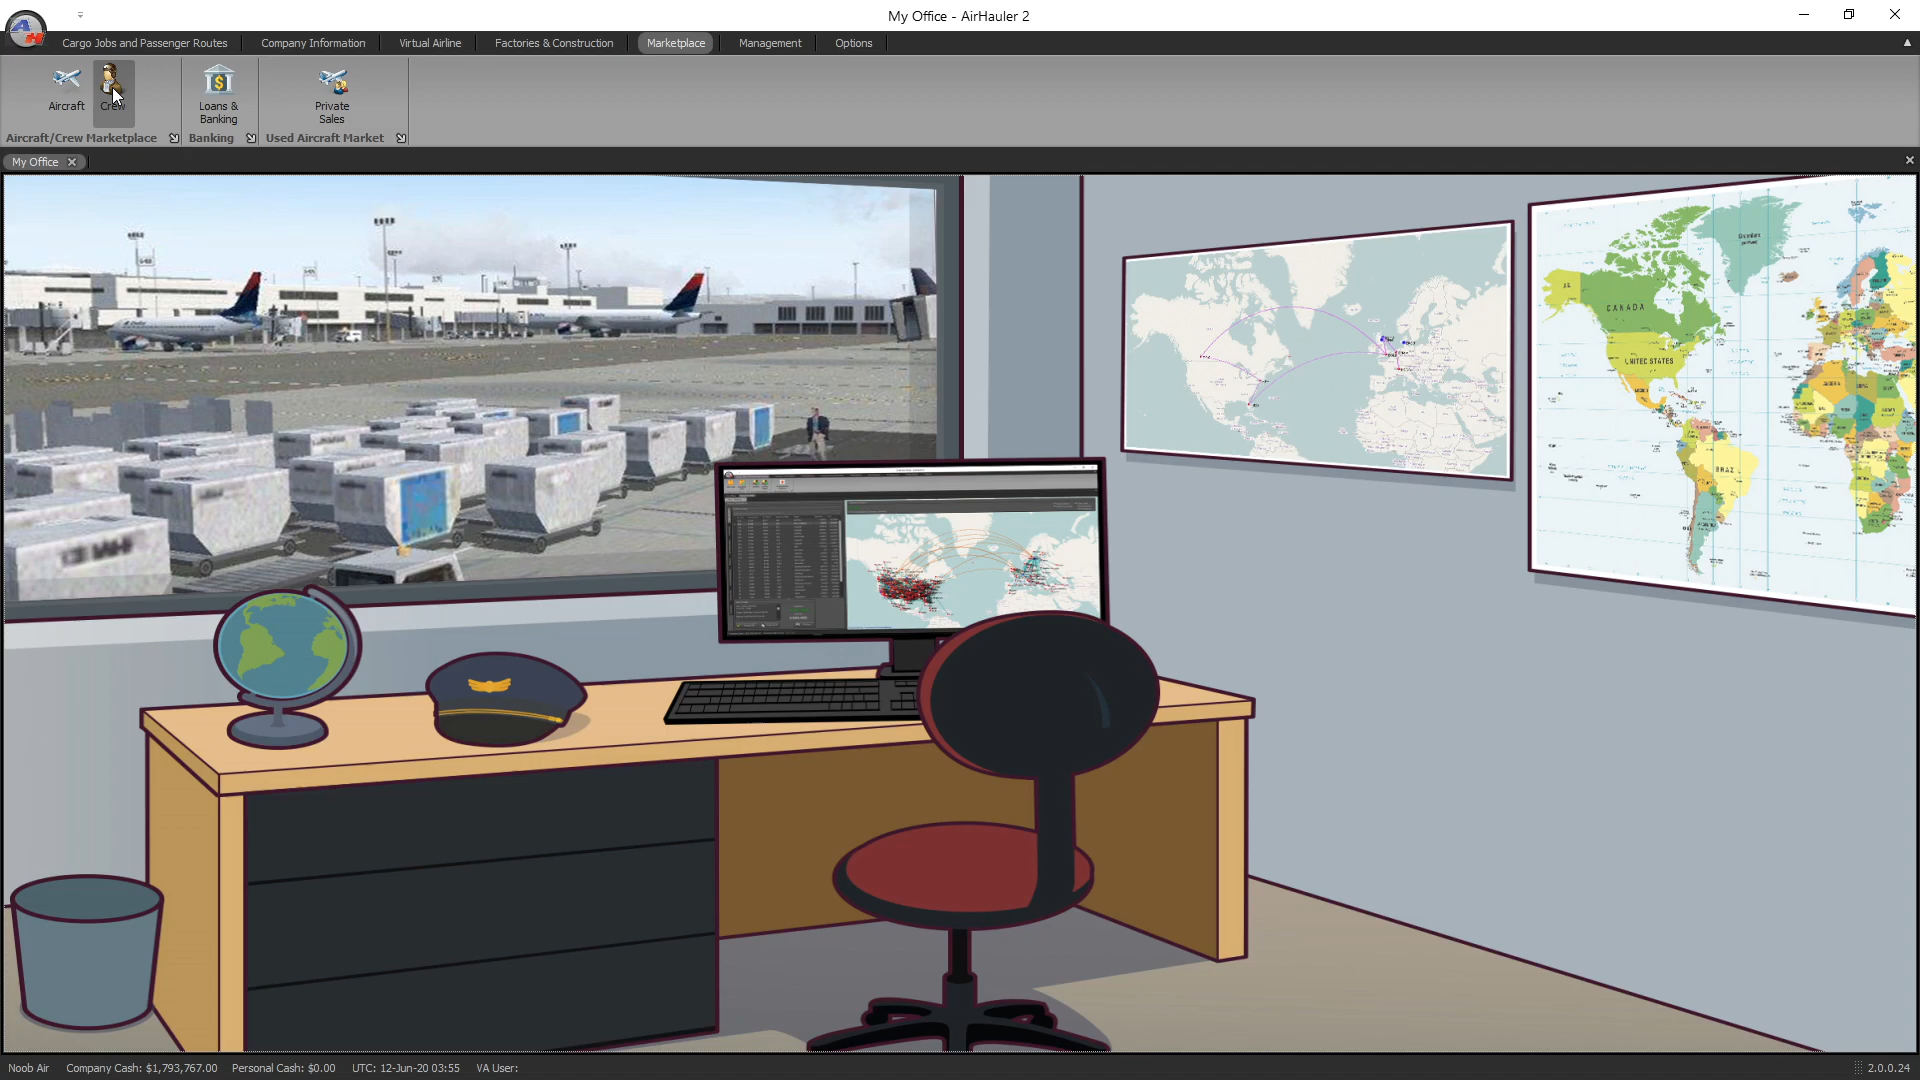 My Office - AirHauler 2
Cargo Jobs and Passenger Routes Company Information Virtual Airline Factories & Construction Marketplace Management Options
Aircraft Crew Loans & Banking Private Sales
Aircraft/Crew Marketplace Banking Used Aircraft Market
My Office
CANADA
UNITED STATES
Noob Air Company Cash: $1,793,767.00 Personal Cash: $0.00 UTC: 12-Jun-20 03:55 VA User: 2.0.0.24